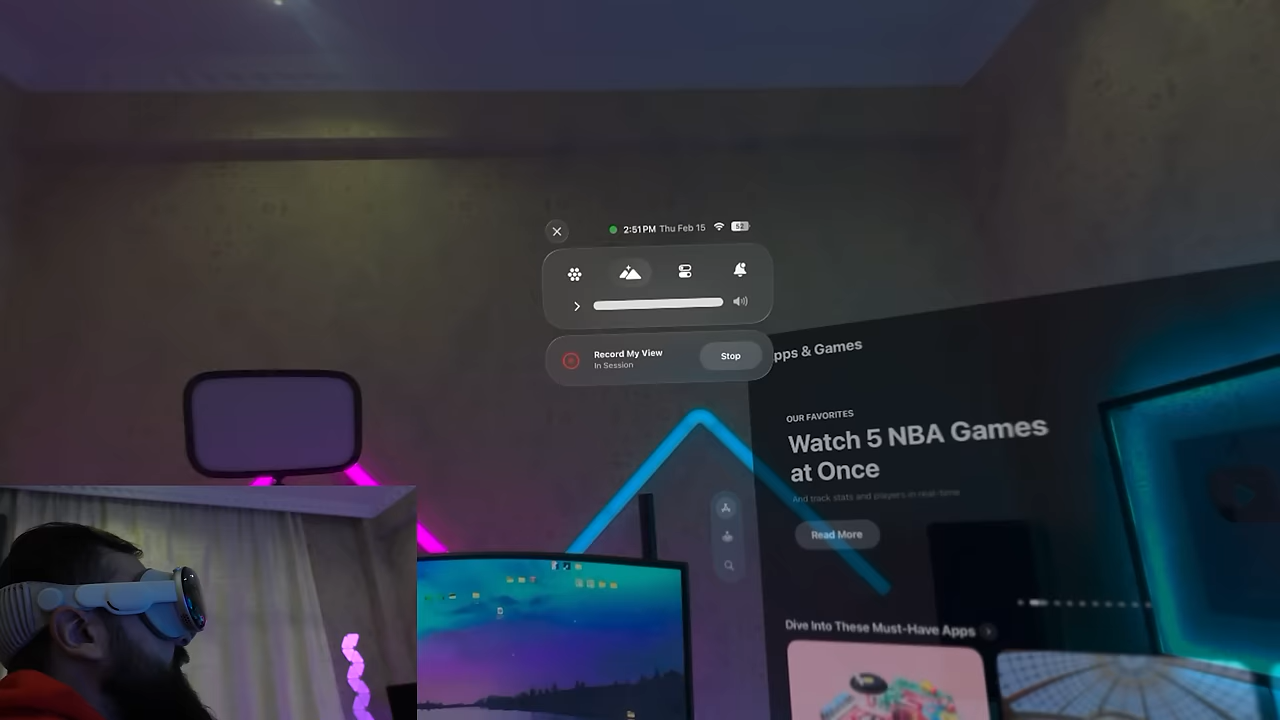 2:51 PM Thu Feb 15 52
Record My View
In Session
Stop
pps & Games
OUR FAVORITES
Watch 5 NBA Games
at Once
And track stats and players in real-time
Read More
Dive Into These Must-Have Apps